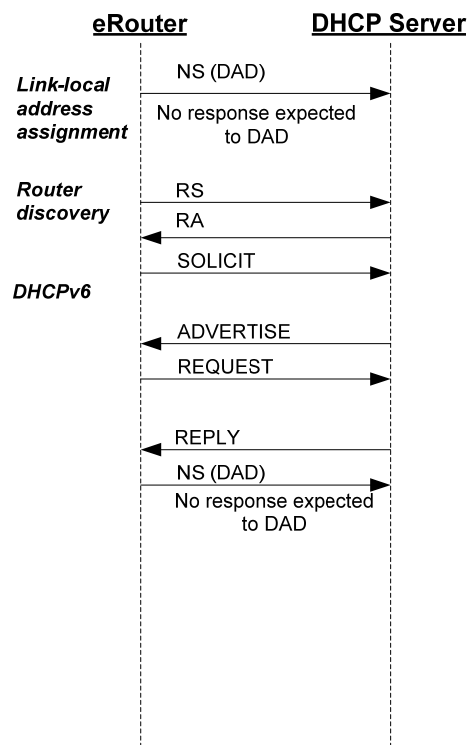 eRouter DHCP Server
NS (DAD)
Link-local
address
assignment
No response expected
to DAD
Router
discovery
RS
RA
SOLICIT
DHCPv6
ADVERTISE
REQUEST
REPLY
NS (DAD)
No response expected
to DAD